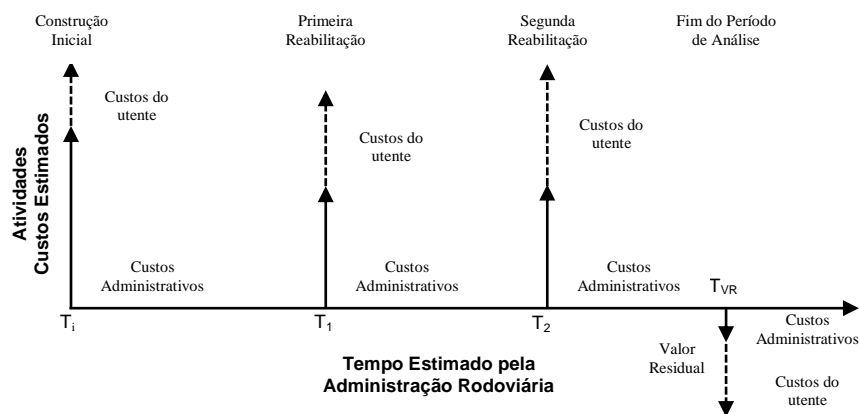 Construção
Inicial
Primeira
Reabilitação
Segunda
Reabilitação
Fim do Período
de Análise
Custos do
utente
Custos do
utente
Custos do
utente
Atividades
Custos Estimados
Custos
Administrativos
Custos
Administrativos
Custos
Administrativos
TVR
Ti
T1
T2
Valor
Residual
Custos
Administrativos
Custos do
utente
Tempo Estimado pela
Administração Rodoviária